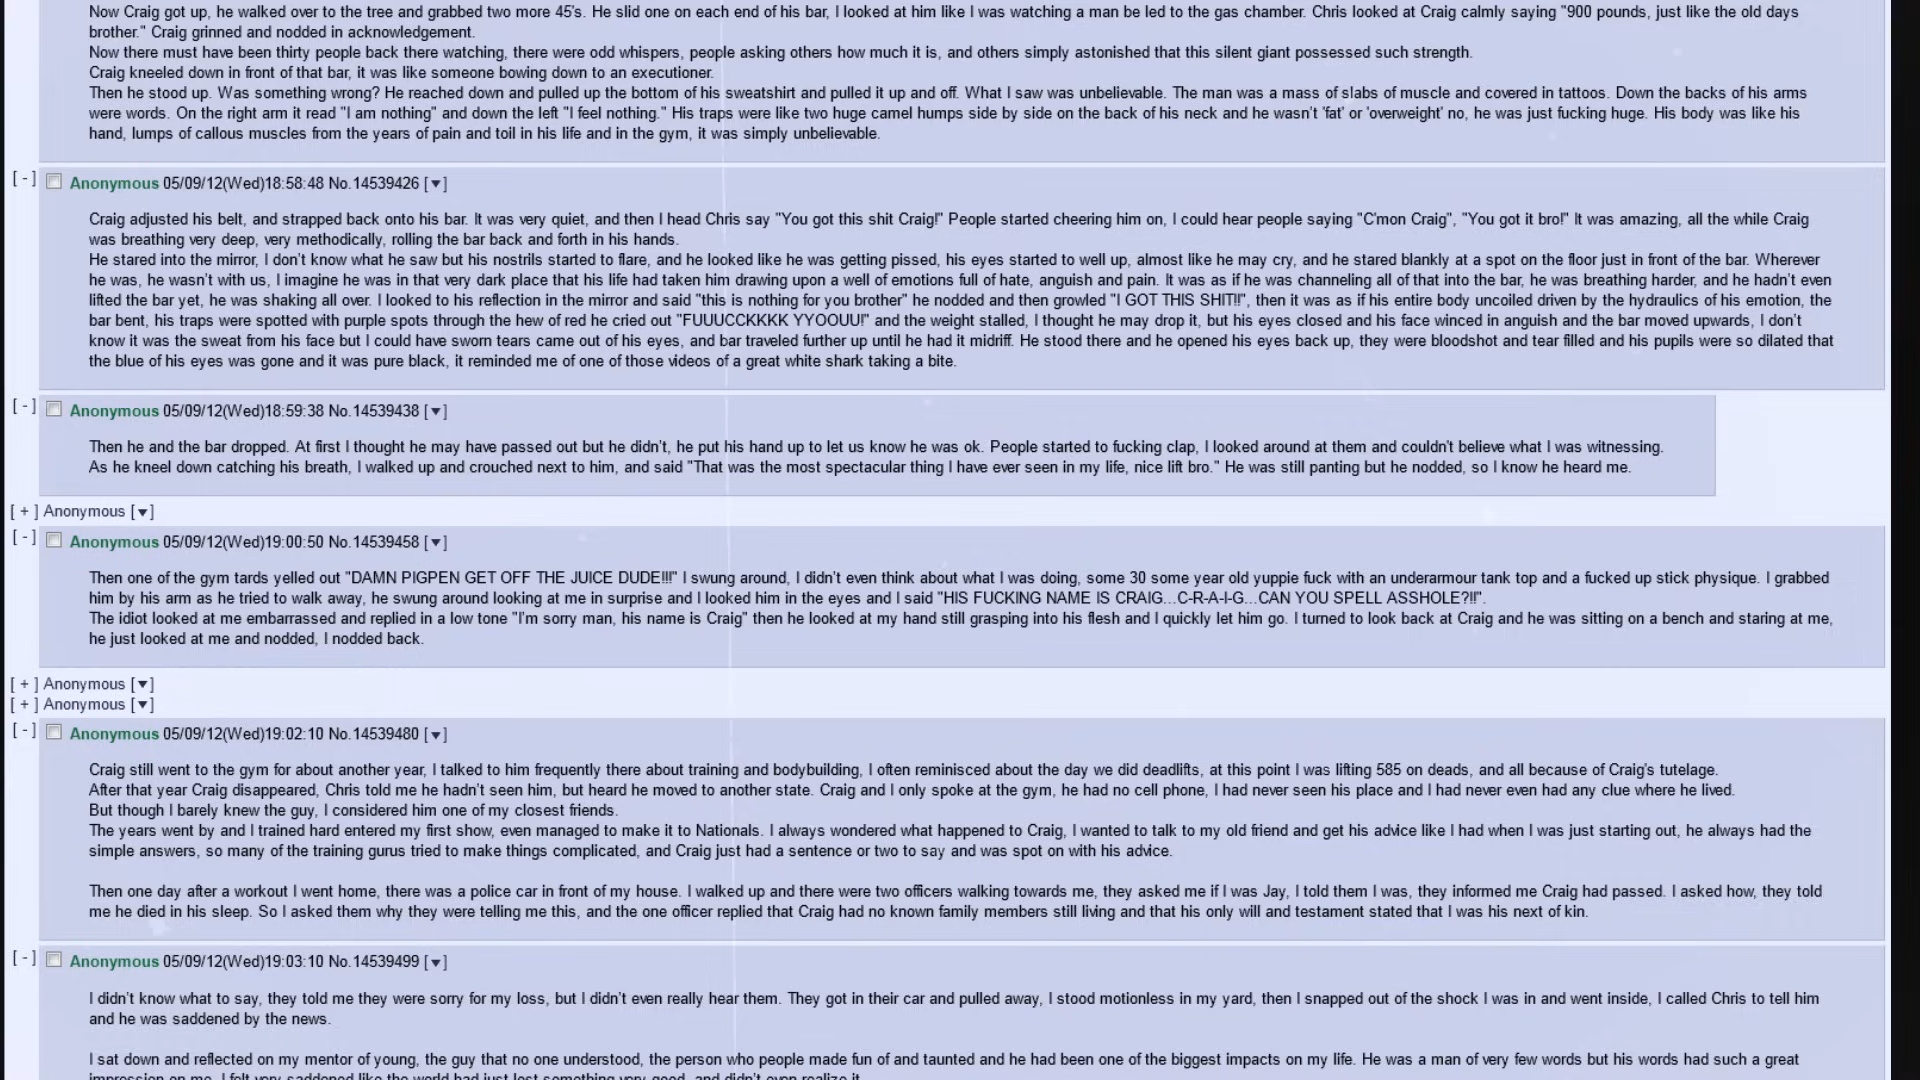 Now Craig got up, he walked over to the tree and grabbed two more 45's. He slid one on each end of his bar, I looked at him like I was watching a man be led to the gas chamber. Chris looked at Craig calmly saying "900 pounds, just like the old days
brother." Craig grinned and nodded in acknowledgement.
Now there must have been thirty people back there watching, there were odd whispers, people asking others how much it is, and others simply astonished that this silent giant possessed such strength.
Craig kneeled down in front of that bar, it was like someone bowing down to an executioner.
Then he stood up. Was something wrong? He reached down and pulled up the bottom of his sweatshirt and pulled it up and off. What I saw was unbelievable. The man was a mass of slabs of muscle and covered in tattoos. Down the backs of his arms
were words. On the right arm it read "I am nothing" and down the left "I feel nothing." His traps were like two huge camel humps side by side on the back of his neck and he wasn't 'fat' or 'overweight' no, he was just fucking huge. His body was like his
hand, lumps of callous muscles from the years of pain and toil in his life and in the gym, it was simply unbelievable.
[ - ] Anonymous 05/09/12(Wed)18:58:48 No.14539426 [▼]
Craig adjusted his belt, and strapped back onto his bar. It was very quiet, and then I head Chris say "You got this shit Craig!" People started cheering him on, I could hear people saying "C'mon Craig", "You got it bro!" It was amazing, all the while Craig
was breathing very deep, very methodically, rolling the bar back and forth in his hands.
He stared into the mirror, I don't know what he saw but his nostrils started to flare, and he looked like he was getting pissed, his eyes started to well up, almost like he may cry, and he stared blankly at a spot on the floor just in front of the bar. Wherever
he was, he wasn't with us, I imagine he was in that very dark place that his life had taken him drawing upon a well of emotions full of hate, anguish and pain. It was as if he was channeling all of that into the bar, he was breathing harder, and he hadn't even
lifted the bar yet, he was shaking all over. I looked to his reflection in the mirror and said "this is nothing for you brother" he nodded and then growled "I GOT THIS SHIT!!", then it was as if his entire body uncoiled driven by the hydraulics of his emotion, the
bar bent, his traps were spotted with purple spots through the hew of red he cried out "FUUUCCKKKK YYOOUU!" and the weight stalled, I thought he may drop it, but his eyes closed and his face winced in anguish and the bar moved upwards, I don't
know it was the sweat from his face but I could have sworn tears came out of his eyes, and bar traveled further up until he had it midriff. He stood there and he opened his eyes back up, they were bloodshot and tear filled and his pupils were so dilated that
the blue of his eyes was gone and it was pure black, it reminded me of one of those videos of a great white shark taking a bite.
[ - ] Anonymous 05/09/12(Wed)18:59:38 No.14539438 [▼]
Then he and the bar dropped. At first I thought he may have passed out but he didn't, he put his hand up to let us know he was ok. People started to fucking clap, I looked around at them and couldn't believe what I was witnessing.
As he kneel down catching his breath, I walked up and crouched next to him, and said "That was the most spectacular thing I have ever seen in my life, nice lift bro." He was still panting but he nodded, so I know he heard me.
[ + ] Anonymous [▼]
[ - ] Anonymous 05/09/12(Wed)19:00:50 No.14539458 [▼]
Then one of the gym tards yelled out "DAMN PIGPEN GET OFF THE JUICE DUDE!!!" I swung around, I didn't even think about what I was doing, some 30 some year old yuppie fuck with an underarmour tank top and a fucked up stick physique. I grabbed
him by his arm as he tried to walk away, he swung around looking at me in surprise and I looked him in the eyes and I said "HIS FUCKING NAME IS CRAIG...C-R-A-I-G...CAN YOU SPELL ASSHOLE?!!".
The idiot looked at me embarrassed and replied in a low tone "I'm sorry man, his name is Craig" then he looked at my hand still grasping into his flesh and I quickly let him go. I turned to look back at Craig and he was sitting on a bench and staring at me,
he just looked at me and nodded, I nodded back.
[ + ] Anonymous [▼]
[ + ] Anonymous [▼]
[ - ] Anonymous 05/09/12(Wed)19:02:10 No.14539480 [▼]
Craig still went to the gym for about another year, I talked to him frequently there about training and bodybuilding, I often reminisced about the day we did deadlifts, at this point I was lifting 585 on deads, and all because of Craig's tutelage.
After that year Craig disappeared, Chris told me he hadn't seen him, but heard he moved to another state. Craig and I only spoke at the gym, he had no cell phone, I had never seen his place and I had never even had any clue where he lived.
But though I barely knew the guy, I considered him one of my closest friends.
The years went by and I trained hard entered my first show, even managed to make it to Nationals. I always wondered what happened to Craig, I wanted to talk to my old friend and get his advice like I had when I was just starting out, he always had the
simple answers, so many of the training gurus tried to make things complicated, and Craig just had a sentence or two to say and was spot on with his advice.
Then one day after a workout I went home, there was a police car in front of my house. I walked up and there were two officers walking towards me, they asked me if I was Jay, I told them I was, they informed me Craig had passed. I asked how, they told
me he died in his sleep. So I asked them why they were telling me this, and the one officer replied that Craig had no known family members still living and that his only will and testament stated that I was his next of kin.
[ - ] Anonymous 05/09/12(Wed)19:03:10 No.14539499 [▼]
I didn't know what to say, they told me they were sorry for my loss, but I didn't even really hear them. They got in their car and pulled away, I stood motionless in my yard, then I snapped out of the shock I was in and went inside, I called Chris to tell him
and he was saddened by the news.
I sat down and reflected on my mentor of young, the guy that no one understood, the person who people made fun of and taunted and he had been one of the biggest impacts on my life. He was a man of very few words but his words had such a great
impression on me. I felt very saddened like the world had just lost something very good, and didn't even realize it.